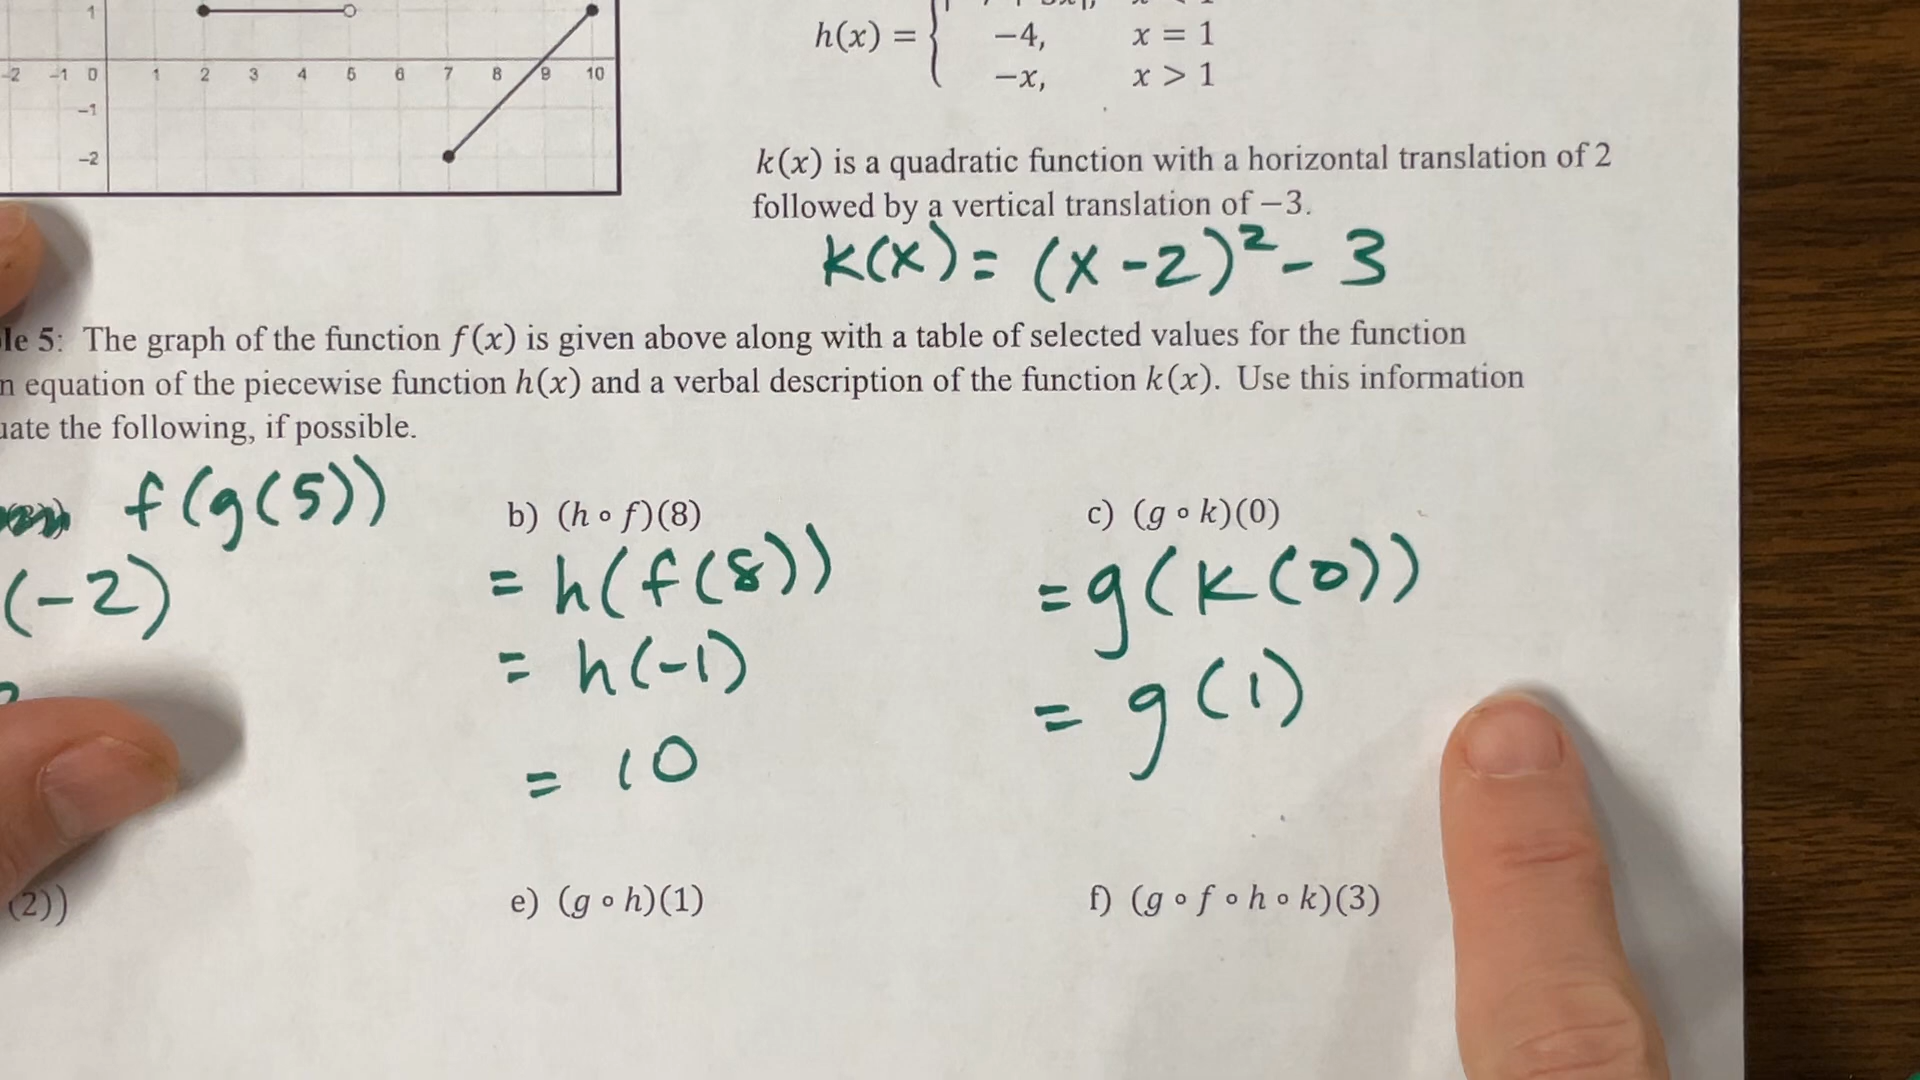 1
-2 -1 0 1 2 3 4 5 6 7 8 9 10
-1
-2
h(x) = {
−4, x = 1
−x, x > 1
k(x) is a quadratic function with a horizontal translation of 2
followed by a vertical translation of −3.
k(x) = (x - 2)² - 3
5: The graph of the function f(x) is given above along with a table of selected values for the function
equation of the piecewise function h(x) and a verbal description of the function k(x). Use this information
the following, if possible.
f(g(5))
(-2)
b) (h ∘ f)(8)
= h(f(8))
= h(-1)
= 10
c) (g ∘ k)(0)
= g(k(0))
= g(1)
(2))
e) (g ∘ h)(1)
f) (g ∘ f ∘ h ∘ k)(3)